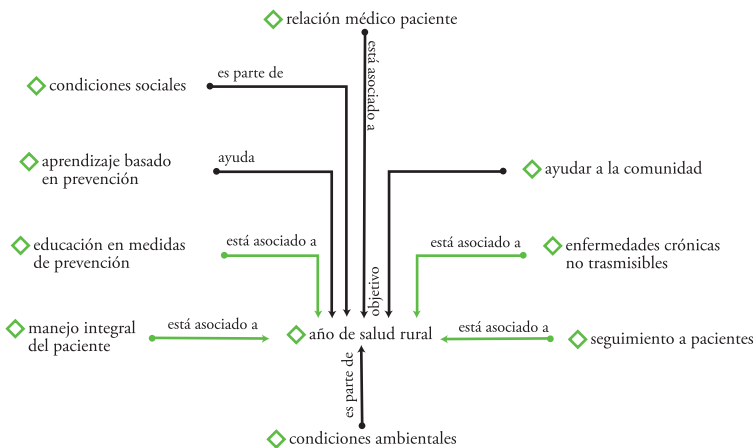 relación médico paciente
está asociado a
es parte de
condiciones sociales
aprendizaje basado
en prevención
ayuda
ayudar a la comunidad
objetivo
educación en medidas
de prevención
está asociado a
está asociado a
enfermedades crónicas
no trasmisibles
manejo integral
del paciente
está asociado a
año de salud rural
está asociado a
seguimiento a pacientes
es parte de
condiciones ambientales